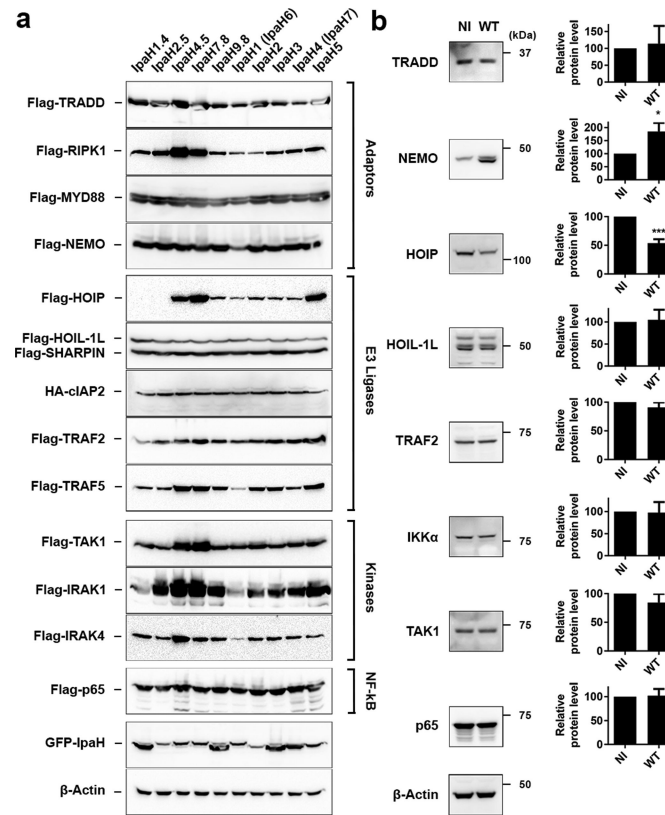 a
IpaH1.4
IpaH2.5
IpaH4.5
IpaH7.8
IpaH9.8
IpaH1 (IpaH6)
IpaH2
IpaH3
IpaH4 (IpaH7)
IpaH5
Flag-TRADD
Flag-RIPK1
Flag-MYD88
Flag-NEMO
Adaptors
Flag-HOIP
Flag-HOIL-1L
Flag-SHARPIN
HA-cIAP2
Flag-TRAF2
Flag-TRAF5
E3 Ligases
Flag-TAK1
Flag-IRAK1
Flag-IRAK4
Kinases
Flag-p65
NF-kB
GFP-IpaH
β-Actin
b
NI WT (kDa)
TRADD
37
Relative protein level
150
100
50
0
NI
WT
NEMO
50
Relative protein level
200
150
100
50
0
*
NI
WT
HOIP
100
Relative protein level
100
50
0
***
NI
WT
HOIL-1L
50
Relative protein level
100
50
0
NI
WT
TRAF2
75
Relative protein level
100
50
0
NI
WT
IKKα
75
Relative protein level
100
50
0
NI
WT
TAK1
75
Relative protein level
100
50
0
NI
WT
p65
75
Relative protein level
100
50
0
NI
WT
β-Actin
50